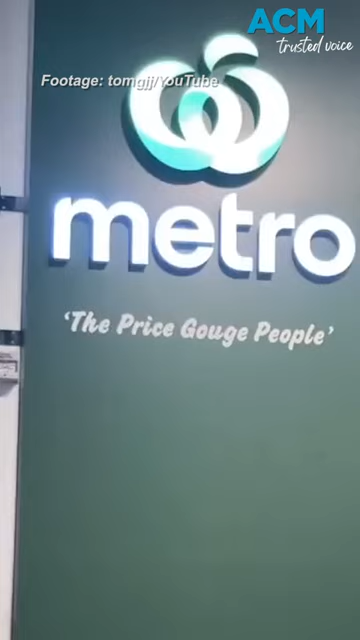 ACM
trusted voice
Footage: tomgjj/YouTube
metro
‘The Price Gouge People’